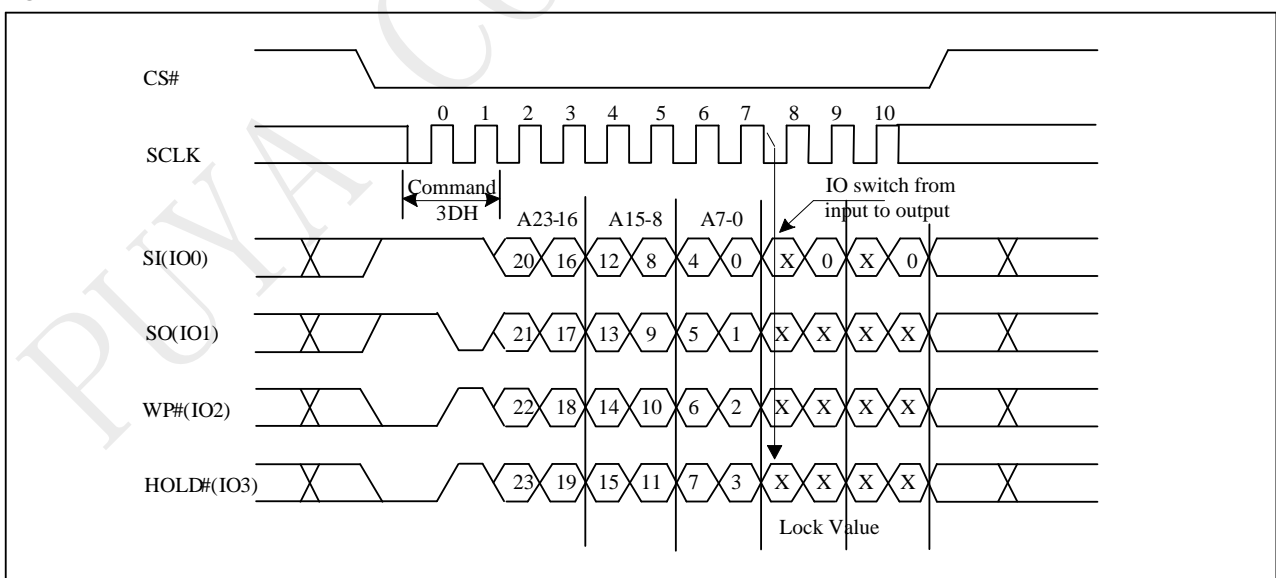 CS#
0 1 2 3 4 5 6 7 8 9 10
SCLK
Command
3DH
IO switch from
input to output
A23-16 A15-8 A7-0
SI(IO0) 20 16 12 8 4 0 X 0 X 0
SO(IO1) 21 17 13 9 5 1 X X X X
WP#(IO2) 22 18 14 10 6 2 X X X X
HOLD#(IO3) 23 19 15 11 7 3 X X X X
Lock Value
PUYA